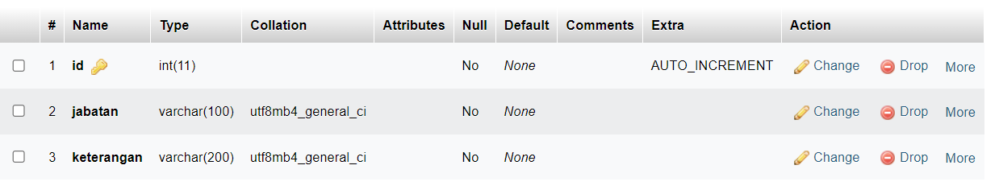 # Name Type Collation Attributes Null Default Comments Extra Action
1 id int(11) No None AUTO_INCREMENT Change Drop More
2 jabatan varchar(100) utf8mb4_general_ci No None Change Drop More
3 keterangan varchar(200) utf8mb4_general_ci No None Change Drop More